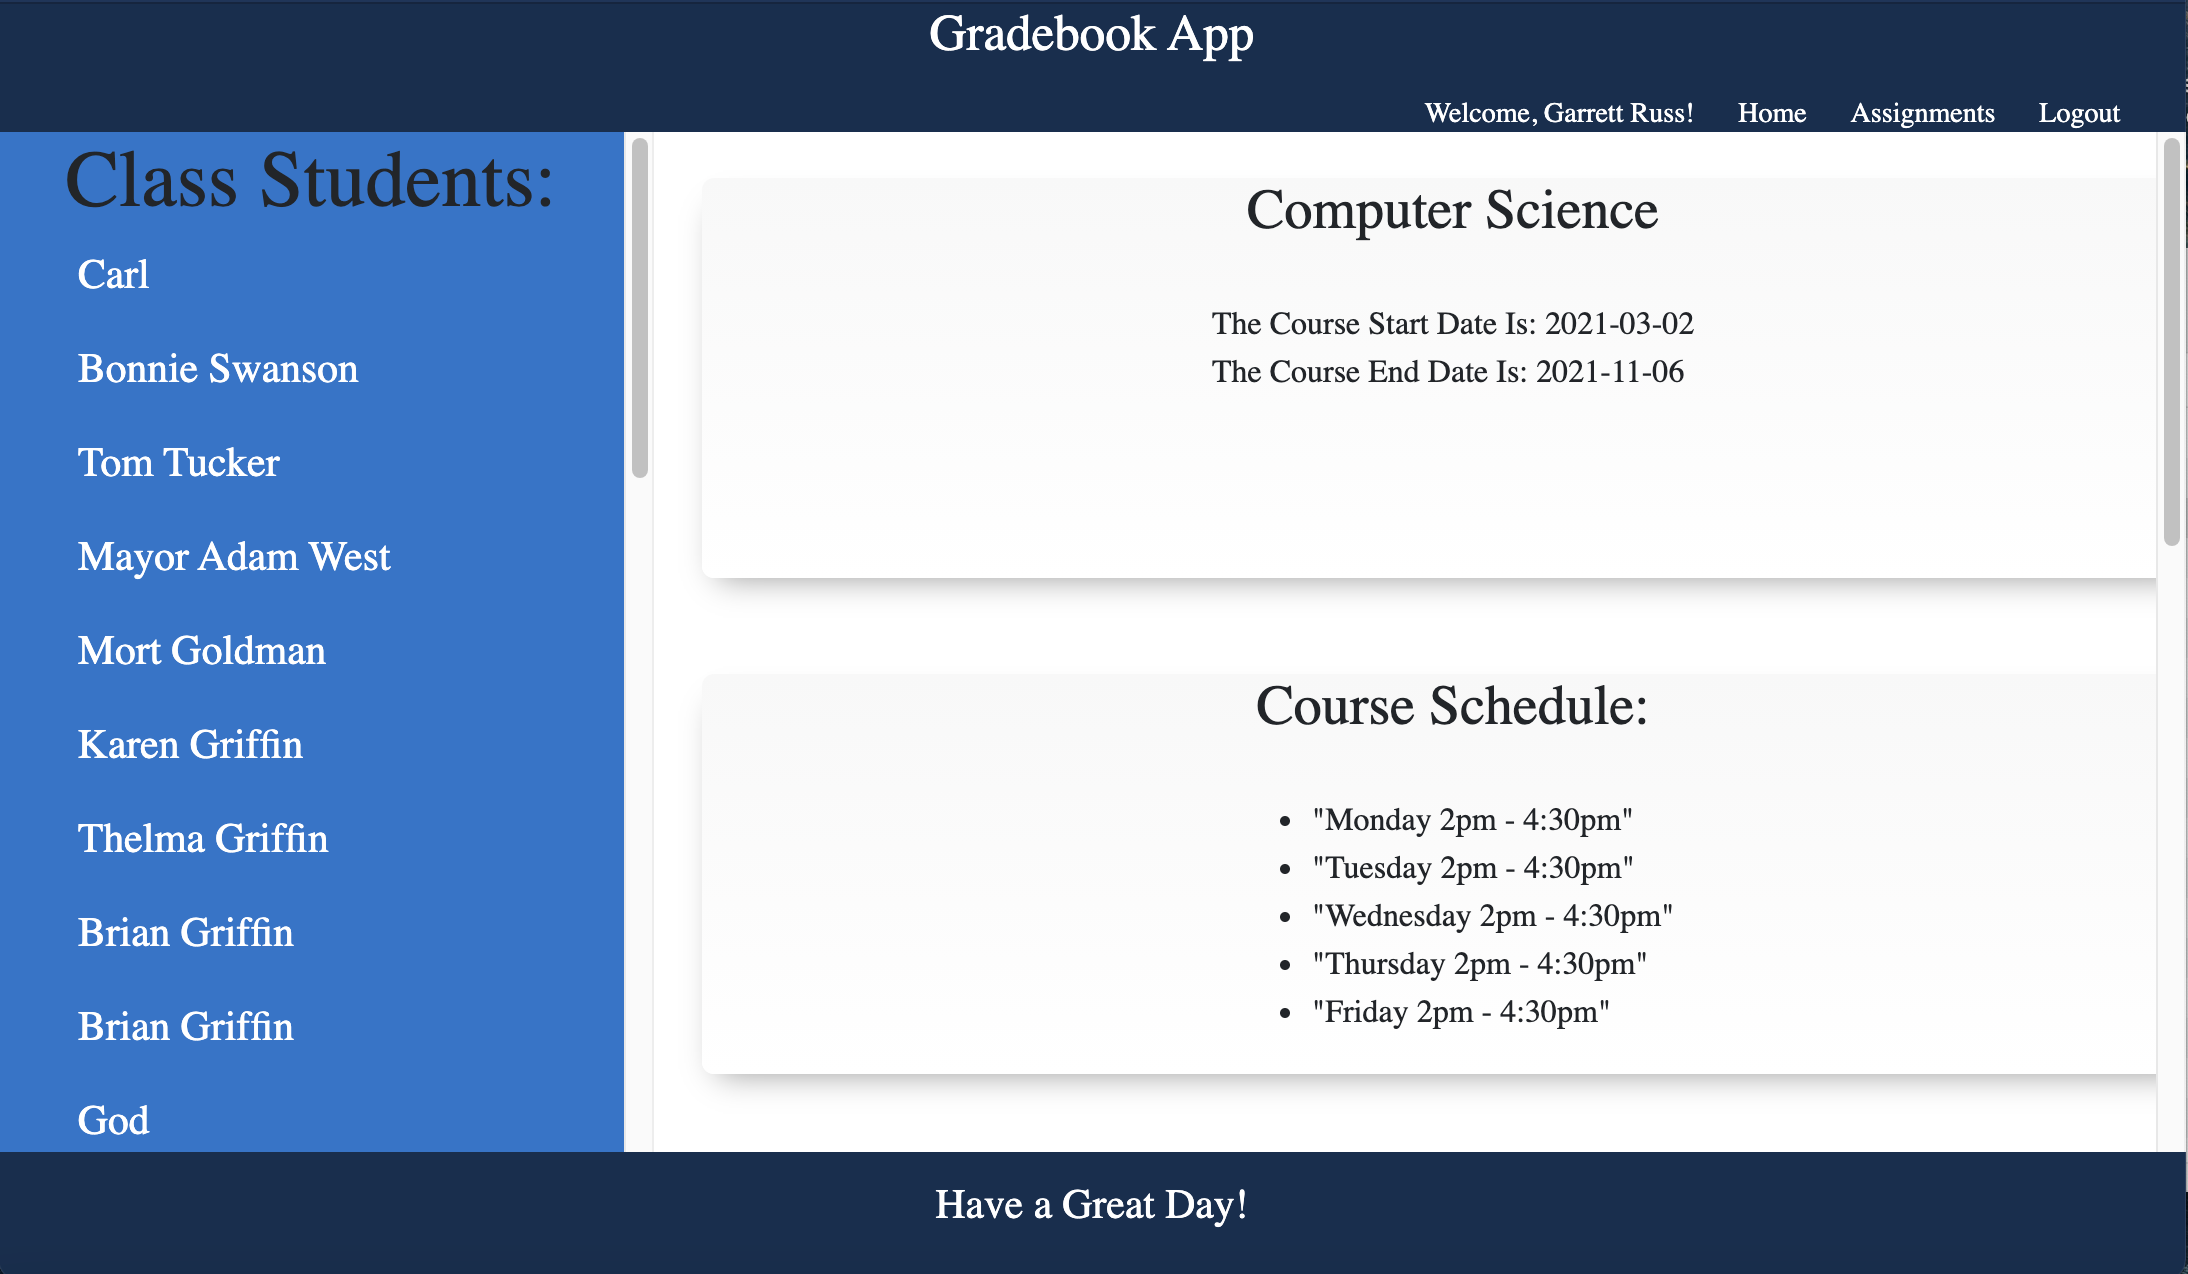 Gradebook App
Welcome, Garrett Russ! Home Assignments Logout
Class Students:
Carl
Bonnie Swanson
Tom Tucker
Mayor Adam West
Mort Goldman
Karen Griffin
Thelma Griffin
Brian Griffin
Brian Griffin
God
Computer Science
The Course Start Date Is: 2021-03-02
The Course End Date Is: 2021-11-06
Course Schedule:
"Monday 2pm - 4:30pm"
"Tuesday 2pm - 4:30pm"
"Wednesday 2pm - 4:30pm"
"Thursday 2pm - 4:30pm"
"Friday 2pm - 4:30pm"
Have a Great Day!